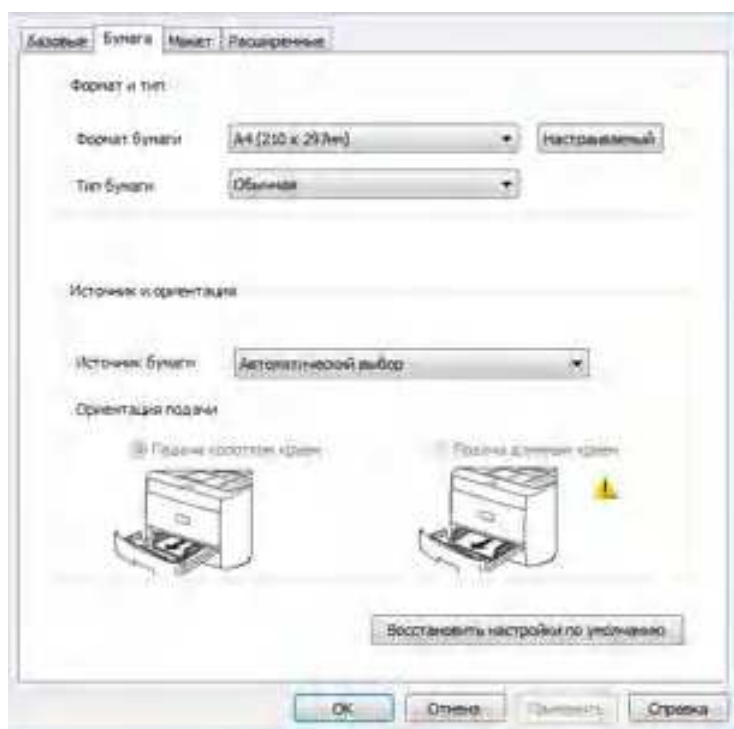 Базовые Бумага Макет Расширенные
Формат и тип
Формат бумаги A4 (210 x 297мм) Настраиваемый
Тип бумаги Обычная
Источник и ориентация
Источник бумаги Автоматический выбор
Ориентация подачи
Подача коротким краем Подача длинным краем
Восстановить настройки по умолчанию
OK Отмена Применить Справка